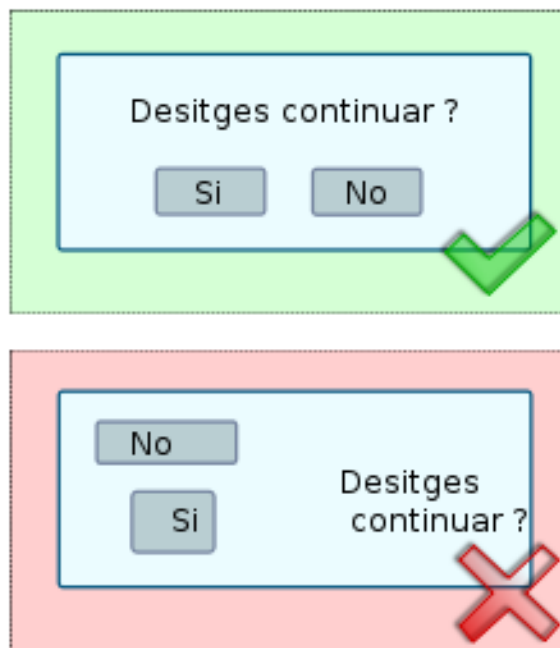 Desitges continuar ?
Si No
No
Si
Desitges
continuar ?